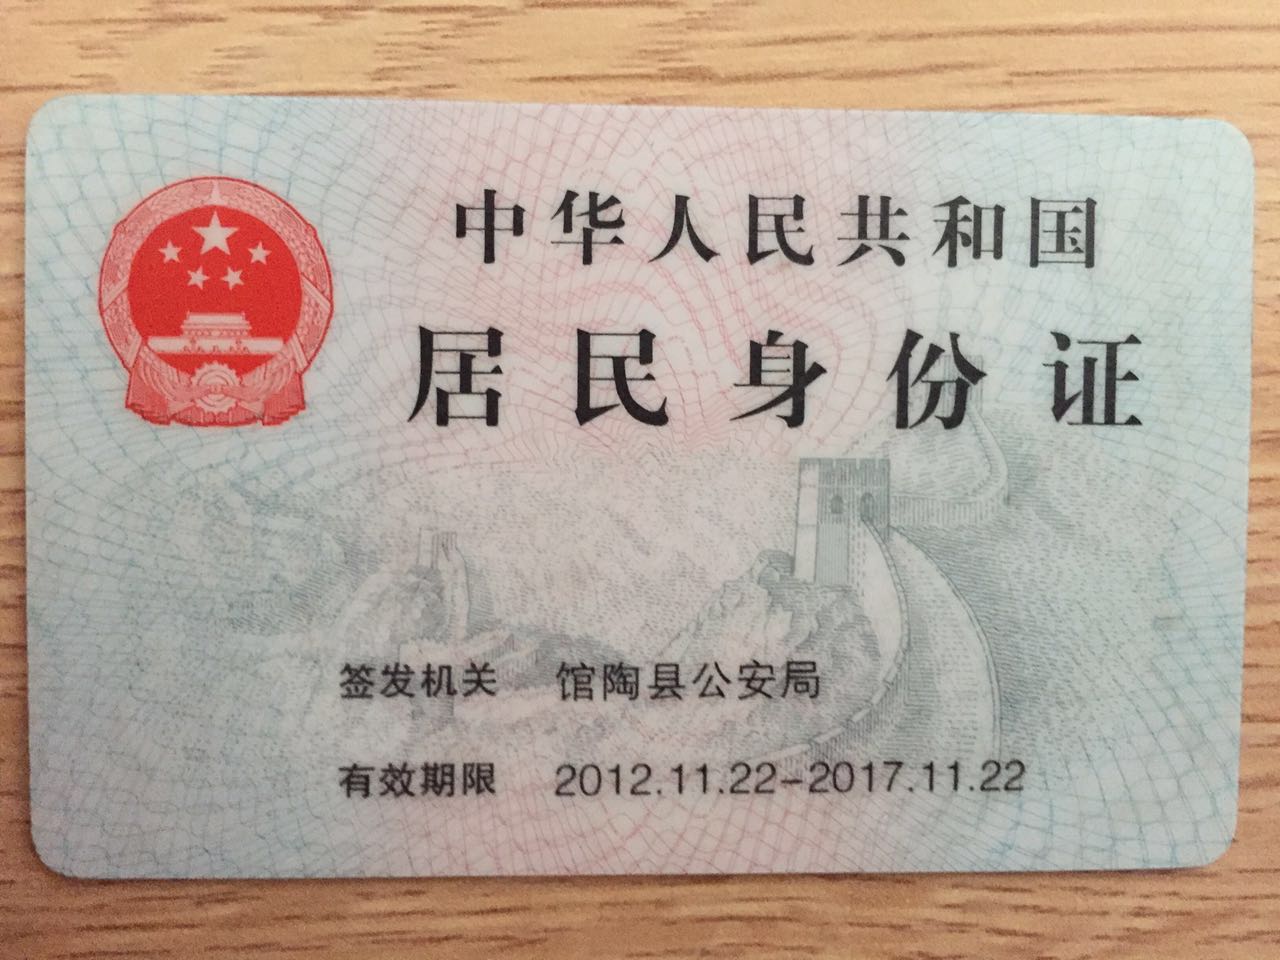 中华人民共和国
居民身份证
签发机关 馆陶县公安局
有效期限 2012.11.22-2017.11.22